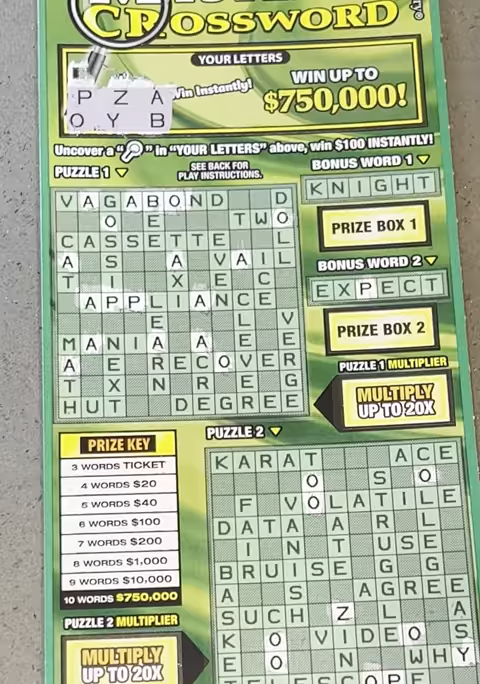 CROSSWORD
YOUR LETTERS
P Z A
O Y B
Win Instantly!
WIN UP TO
$750,000!
Uncover a " " in "YOUR LETTERS" above, win $100 INSTANTLY!
PUZZLE 1
SEE BACK FOR
PLAY INSTRUCTIONS.
BONUS WORD 1
KNIGHT
PRIZE BOX 1
BONUS WORD 2
EXPECT
PRIZE BOX 2
PUZZLE 1 MULTIPLIER
MULTIPLY
UP TO 20X
VAGABOND D
O E TWO
CASSETTE L
A S A VAIL
T I X E C
APPLIANCE
E L V
MANIA A E E
A E RECOVER
T X N R E G
HUT DEGREE
PRIZE KEY
3 WORDS TICKET
4 WORDS $20
5 WORDS $40
6 WORDS $100
7 WORDS $200
8 WORDS $1,000
9 WORDS $10,000
10 WORDS $750,000
PUZZLE 2 MULTIPLIER
MULTIPLY
UP TO 20X
PUZZLE 2
KARAT ACE
O S O
F VOLATILE
DATA A R L
I N T USE
BRUISE G G
A S AGREE
SUCH Z L A
K O VIDEO S
E O I N WHY
TELESCOPE